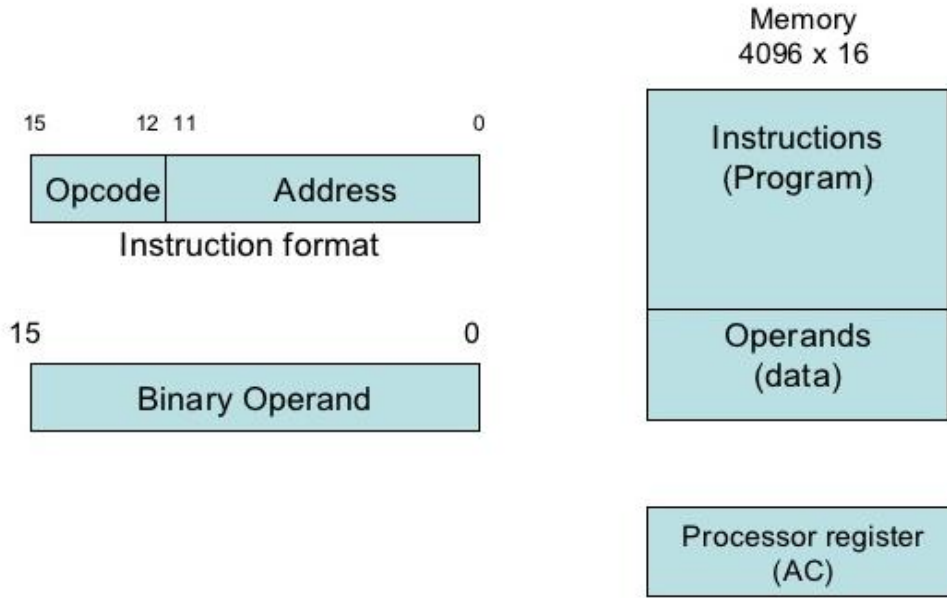 15 12 11 0
Opcode Address
Instruction format
15 0
Binary Operand
Memory
4096 x 16
Instructions
(Program)
Operands
(data)
Processor register
(AC)